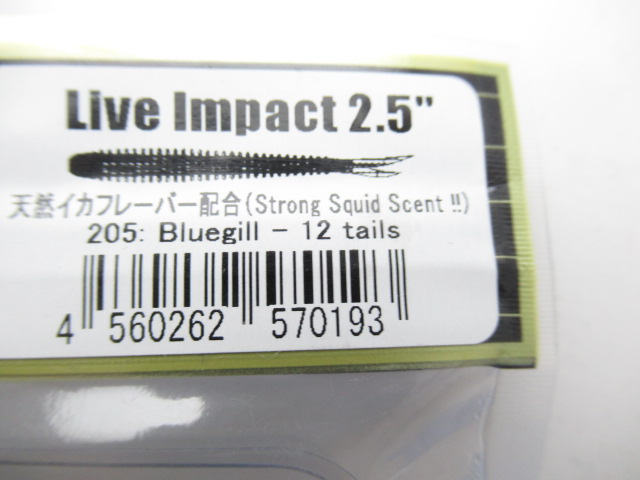 Live Impact 2.5"
天然イカフレーバー配合(Strong Squid Scent !!)
205: Bluegill - 12 tails
4 560262 570193